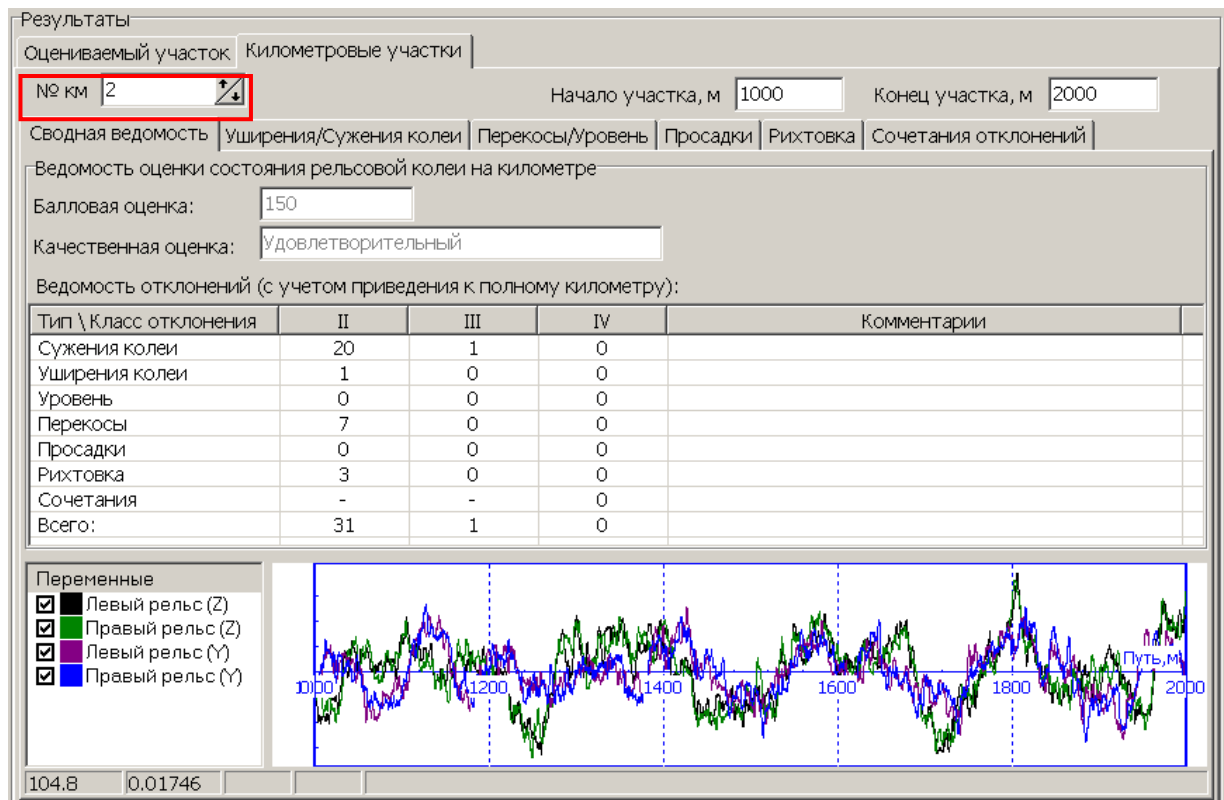 Результаты
Оцениваемый участок Километровые участки
№ км 2 Начало участка, м 1000 Конец участка, м 2000
Сводная ведомость Уширения/Сужения колеи Перекосы/Уровень Просадки Рихтовка Сочетания отклонений
Ведомость оценки состояния рельсовой колеи на километре
Балловая оценка: 150
Качественная оценка: Удовлетворительный
Ведомость отклонений (с учетом приведения к полному километру):
Тип \ Класс отклонения II III IV Комментарии
Сужения колеи 20 1 0
Уширения колеи 1 0 0
Уровень 0 0 0
Перекосы 7 0 0
Просадки 0 0 0
Рихтовка 3 0 0
Сочетания - - 0
Всего: 31 1 0
Переменные
Левый рельс (Z)
Правый рельс (Z)
Левый рельс (Y)
Правый рельс (Y)
Путь, м
1200 1400 1600 1800 2000
104.8 0.01746